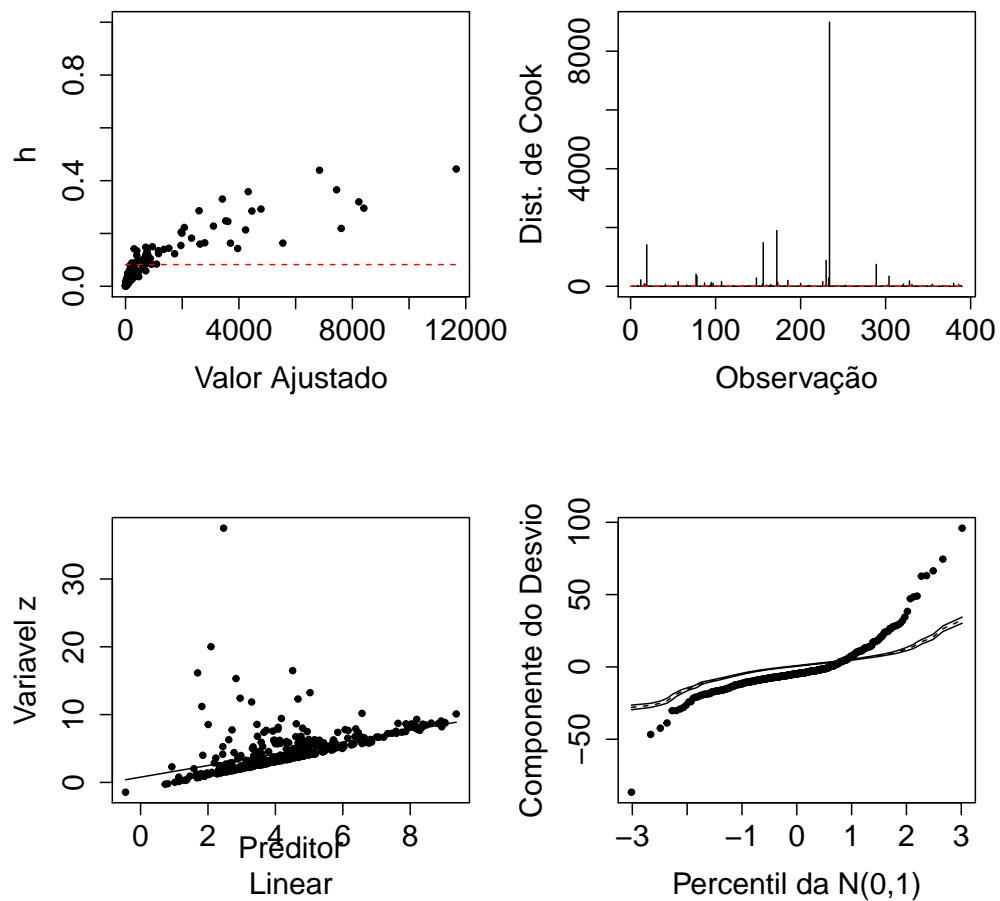 h
0.0 0.4 0.8
0 4000 8000 12000
Valor Ajustado
Dist. de Cook
0 4000 8000
0 100 200 300 400
Observação
Variavel z
0 10 20 30
0 2 4 6 8
Preditor
Linear
Componente do Desvio
−50 0 50 100
−3 −1 0 1 2 3
Percentil da N(0,1)